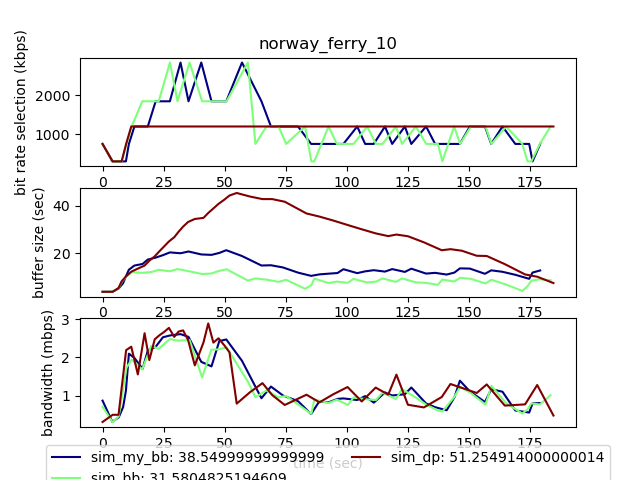 norway_ferry_10
bit rate selection (kbps)
2000
1000
0 25 50 75 100 125 150 175
buffer size (sec)
40
20
0 25 50 75 100 125 150 175
bandwidth (mbps)
3
2
1
0 25 50 75 100 125 150 175
time (sec)
sim_my_bb: 38.54999999999999
sim_dp: 51.254914000000014
sim_bb: 31.5804825194609